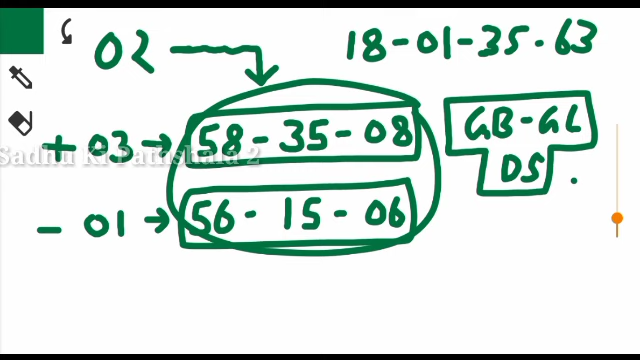 02 18-01-35-63
+ 03 → 58-35-08 GB-GL
Sadhu Ki Pathshala 2
DS
- 01 → 56-15-06